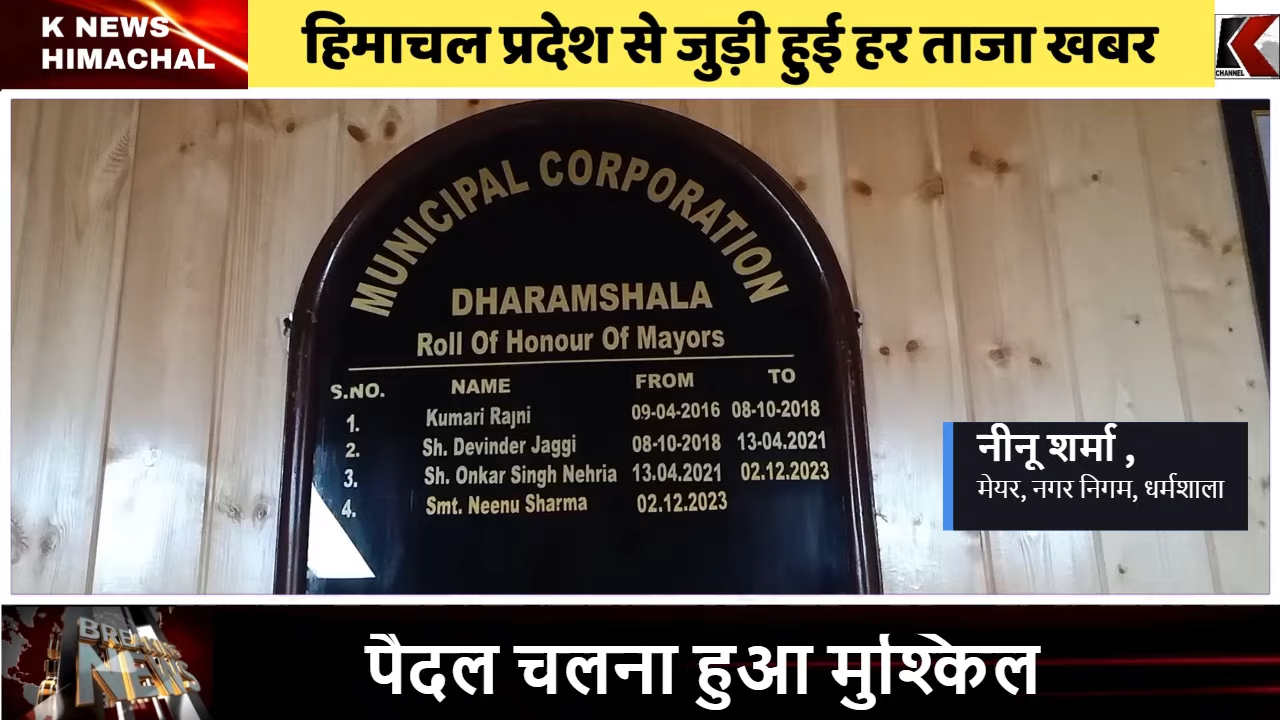 K NEWS
HIMACHAL
हिमाचल प्रदेश से जुड़ी हुई हर ताजा खबर
CHANNEL
MUNICIPAL CORPORATION
DHARAMSHALA
Roll Of Honour Of Mayors
S.NO. NAME FROM TO
1. Kumari Rajni 09-04-2016 08-10-2018
2. Sh. Devinder Jaggi 08-10-2018 13-04.2021
3. Sh. Onkar Singh Nehria 13.04.2021 02.12.2023
4. Smt. Neenu Sharma 02.12.2023
नीनू शर्मा ,
मेयर, नगर निगम, धर्मशाला
BREAKING
NEWS
पैदल चलना हुआ मुश्किल